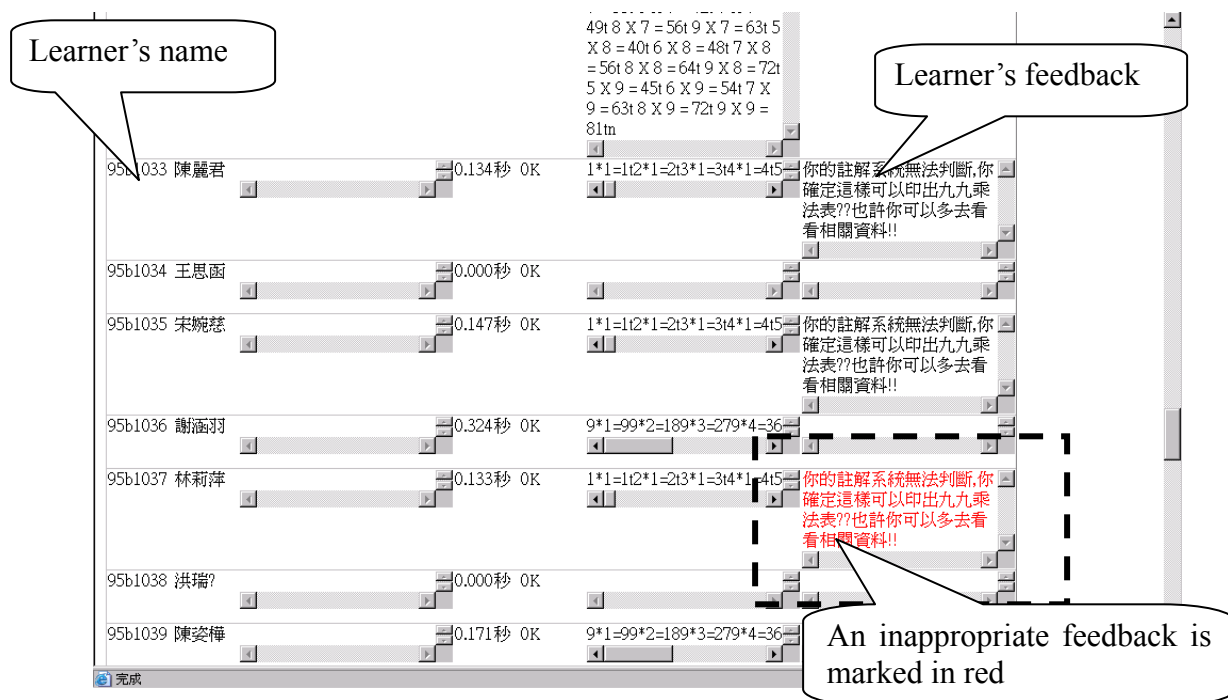 Learner's name
Learner's feedback
49t 8 X 7 = 56t 9 X 7 = 63t 5
X 8 = 40t 6 X 8 = 48t 7 X 8
= 56t 8 X 8 = 64t 9 X 8 = 72t
5 X 9 = 45t 6 X 9 = 54t 7 X
9 = 63t 8 X 9 = 72t 9 X 9 =
81tn
95b1033 陳麗君 0.134秒 OK 1*1=1t2*1=2t3*1=3t4*1=4t5 你的註解系統無法判斷,你
確定這樣可以印出九九乘
法表??也許你可以多去看
看相關資料!!
95b1034 王思函 0.000秒 OK
95b1035 宋婉慈 0.147秒 OK 1*1=1t2*1=2t3*1=3t4*1=4t5 你的註解系統無法判斷,你
確定這樣可以印出九九乘
法表??也許你可以多去看
看相關資料!!
95b1036 謝涵羽 0.324秒 OK 9*1=99*2=189*3=279*4=36
95b1037 林莉萍 0.133秒 OK 1*1=1t2*1=2t3*1=3t4*1=4t5 你的註解系統無法判斷,你
確定這樣可以印出九九乘
法表??也許你可以多去看
看相關資料!!
95b1038 洪瑞? 0.000秒 OK
95b1039 陳姿樺 0.171秒 OK 9*1=99*2=189*3=279*4=36
An inappropriate feedback is
marked in red
完成